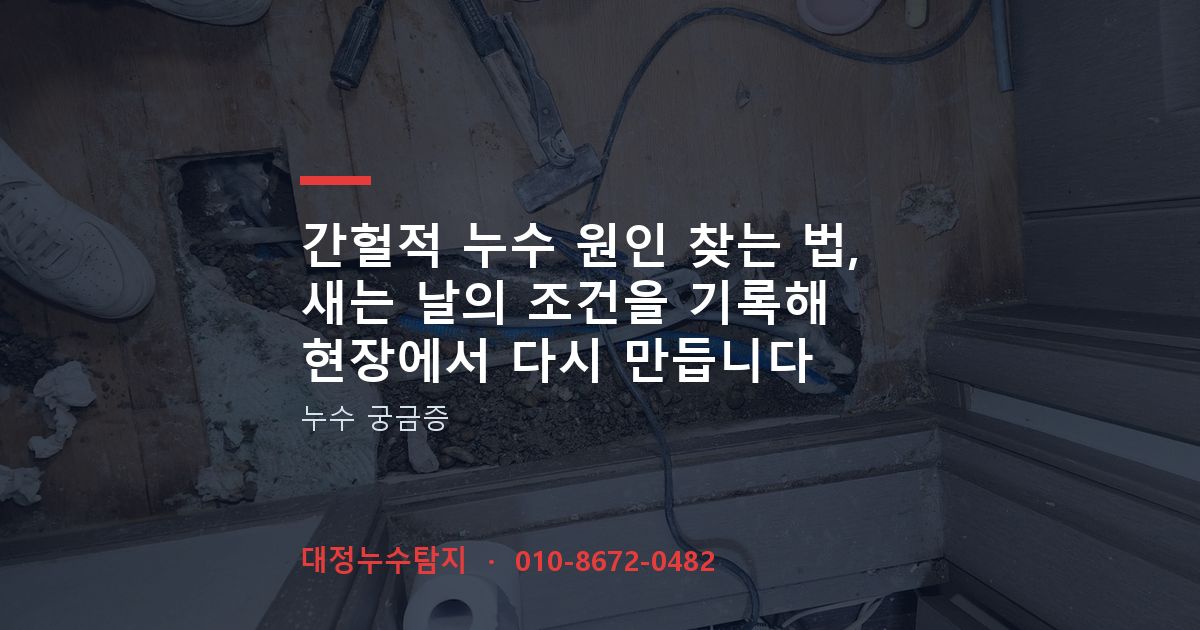 간헐적 누수 원인 찾는 법,
새는 날의 조건을 기록해
현장에서 다시 만듭니다
누수 궁금증
대정누수탐지 · 010-8672-0482